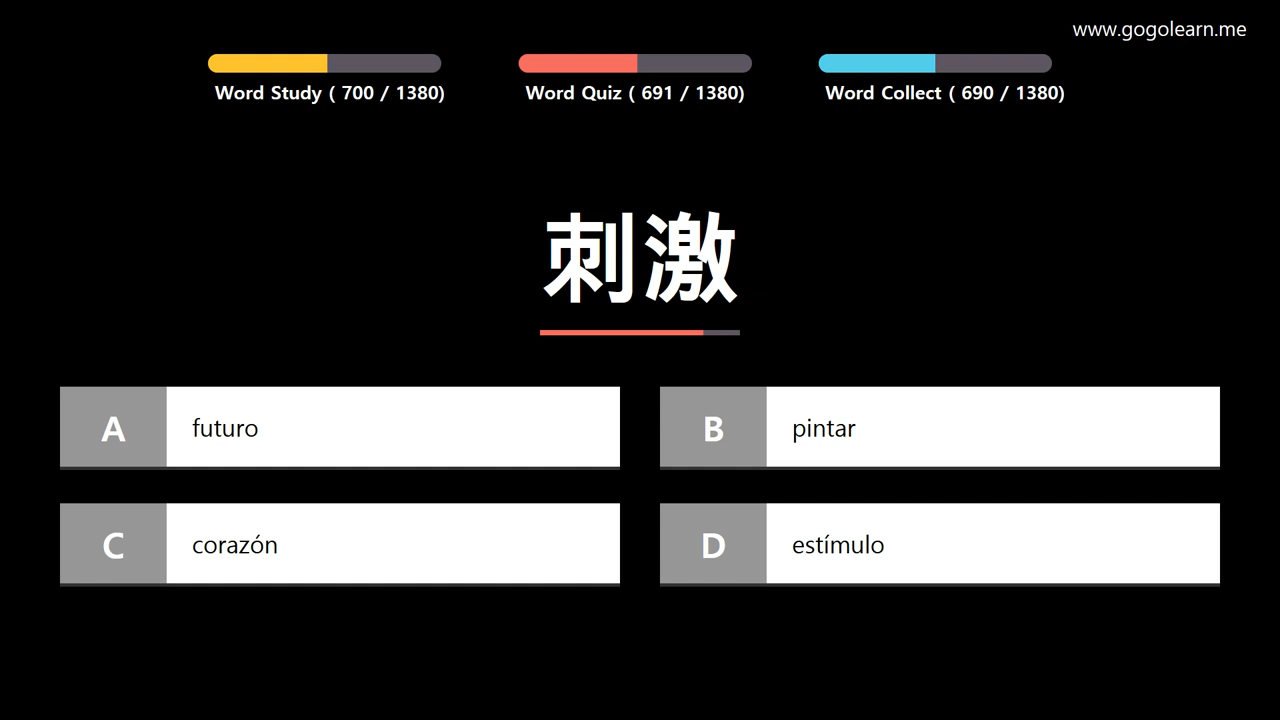 www.gogolearn.me
Word Study ( 700 / 1380)
Word Quiz ( 691 / 1380)
Word Collect ( 690 / 1380)
刺激
A futuro
B pintar
C corazón
D estímulo